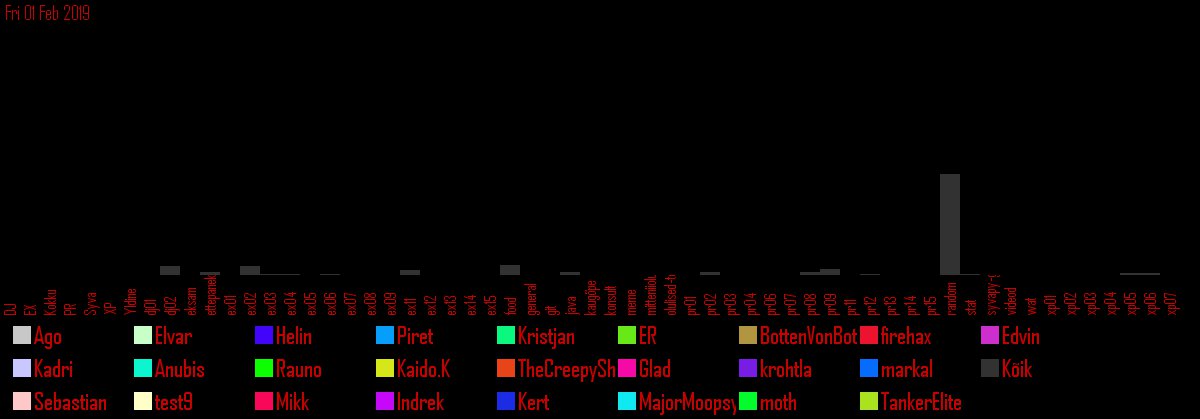 Fri 01 Feb 2019
DJ EX Kokku PR Syva XP Yldine dj01 dj02 eksam ettepanek ex01 ex02 ex03 ex04 ex05 ex06 ex07 ex08 ex09 ex11 ex12 ex13 ex14 ex15 food general git java kaugõpe konsult meme mitteriiol olulised-h pr01 pr02 pr03 pr04 pr06 pr07 pr08 pr09 pr11 pr12 pr13 pr14 pr15 random stat videod wat xp01 xp02 xp03 xp04 xp05 xp06 xp07
Ago Elvar Helin Piret Kristjan ER BottenVonBot firehax Edvin
Kadri Anubis Rauno Kaido.K TheCreepySh Glad krohtla markal Kõik
Sebastian test9 Mikk Indrek Kert MajorMoopsy moth TankerElite